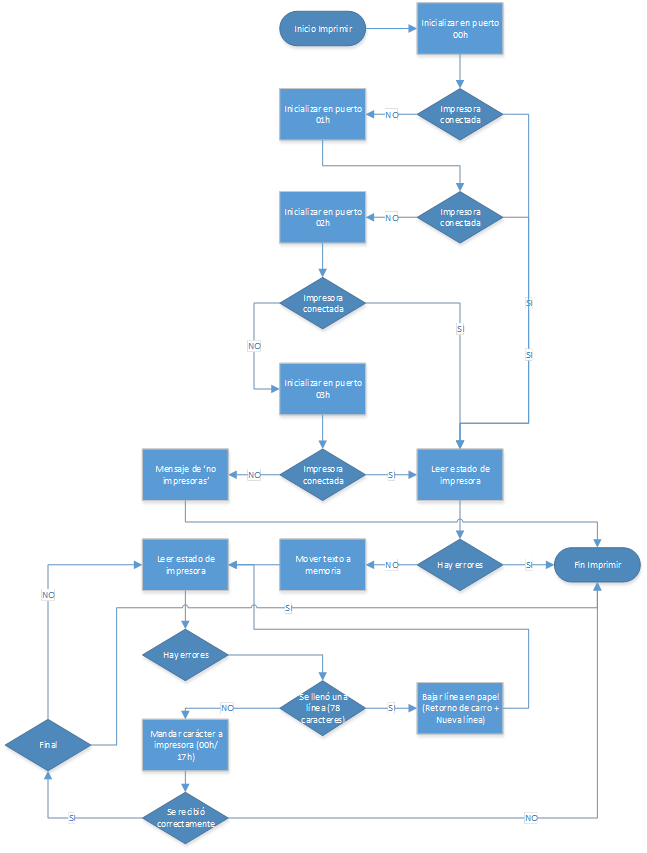 Inicio Imprimir
Inicializar en puerto
00h
Inicializar en puerto
01h
NO
Impresora
conectada
Inicializar en puerto
02h
NO
Impresora
conectada
Impresora
conectada
SI
SI
NO
SI
Inicializar en puerto
03h
Mensaje de 'no
impresoras'
NO
Impresora
conectada
SI
Leer estado de
impresora
Leer estado de
impresora
Mover texto a
memoria
NO
Hay errores
SI
Fin Imprimir
NO
SI
Hay errores
NO
Se llenó una
línea (78
caracteres)
SI
Bajar línea en papel
(Retorno de carro +
Nueva línea)
Final
Mandar carácter a
impresora (00h/
17h)
SI
Se recibió
correctamente
NO